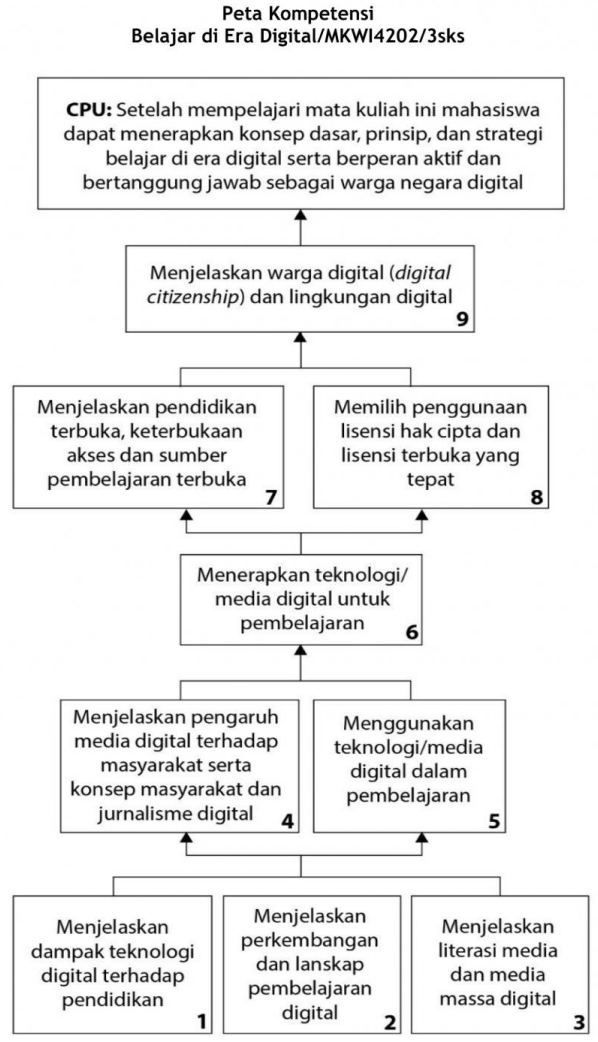 Peta Kompetensi
Belajar di Era Digital/MKWI4202/3sks
CPU: Setelah mempelajari mata kuliah ini mahasiswa
dapat menerapkan konsep dasar, prinsip, dan strategi
belajar di era digital serta berperan aktif dan
bertanggung jawab sebagai warga negara digital
Menjelaskan warga digital (digital
citizenship) dan lingkungan digital
9
Menjelaskan pendidikan
terbuka, keterbukaan
akses dan sumber
pembelajaran terbuka
7
Memilih penggunaan
lisensi hak cipta dan
lisensi terbuka yang
tepat
8
Menerapkan teknologi/
media digital untuk
pembelajaran
6
Menjelaskan pengaruh
media digital terhadap
masyarakat serta
konsep masyarakat dan
jurnalisme digital
4
Menggunakan
teknologi/media
digital dalam
pembelajaran
5
Menjelaskan
dampak teknologi
digital terhadap
pendidikan
1
Menjelaskan
perkembangan
dan lanskap
pembelajaran
digital
2
Menjelaskan
literasi media
dan media
massa digital
3